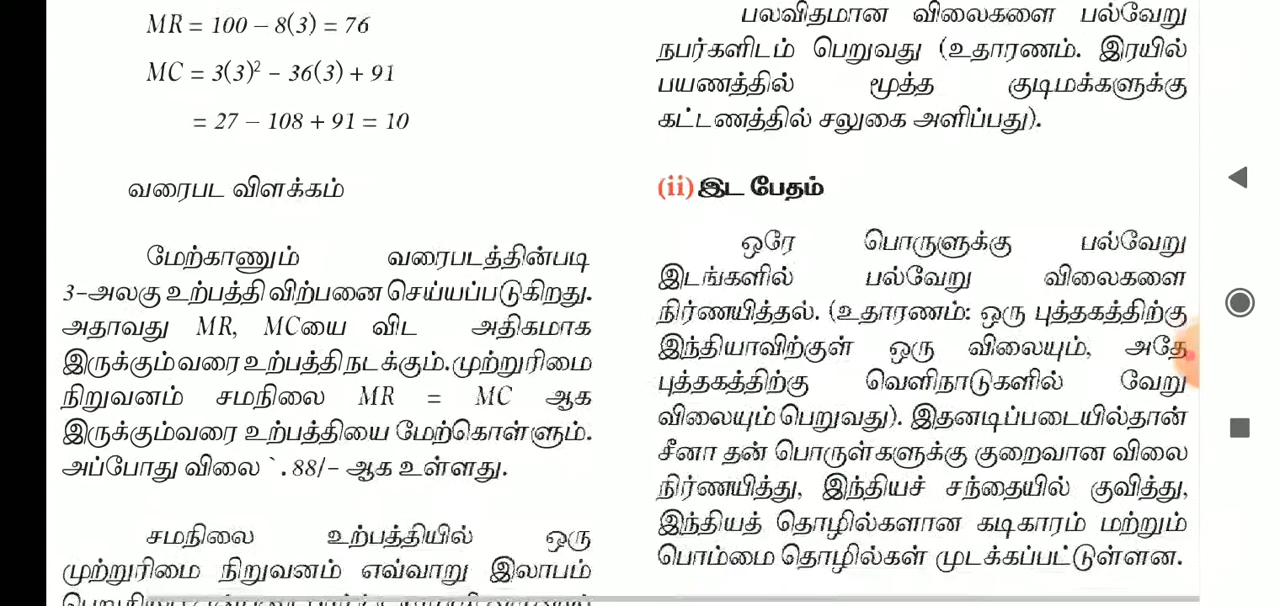 MR = 100 – 8(3) = 76
MC = 3(3)² – 36(3) + 91
= 27 – 108 + 91 = 10
வரைபட விளக்கம்
மேற்காணும் வரைபடத்தின்படி
3-அலகு உற்பத்தி விற்பனை செய்யப்படுகிறது.
அதாவது MR, MCயை விட அதிகமாக
இருக்கும்வரை உற்பத்தி நடக்கும். முற்றுரிமை
நிறுவனம் சமநிலை MR = MC ஆக
இருக்கும்வரை உற்பத்தியை மேற்கொள்ளும்.
அப்போது விலை ` . 88/- ஆக உள்ளது.
சமநிலை உற்பத்தியில் ஒரு
முற்றுரிமை நிறுவனம் எவ்வாறு இலாபம்
பலவிதமான விலைகளை பல்வேறு
நபர்களிடம் பெறுவது (உதாரணம். இரயில்
பயணத்தில் மூத்த குடிமக்களுக்கு
கட்டணத்தில் சலுகை அளிப்பது).
(ii) இட பேதம்
ஒரே பொருளுக்கு பல்வேறு
இடங்களில் பல்வேறு விலைகளை
நிர்ணயித்தல். (உதாரணம்: ஒரு புத்தகத்திற்கு
இந்தியாவிற்குள் ஒரு விலையும், அதே
புத்தகத்திற்கு வெளிநாடுகளில் வேறு
விலையும் பெறுவது). இதனடிப்படையில்தான்
சீனா தன் பொருள்களுக்கு குறைவான விலை
நிர்ணயித்து, இந்தியச் சந்தையில் குவித்து,
இந்தியத் தொழில்களான கடிகாரம் மற்றும்
பொம்மை தொழில்கள் முடக்கப்பட்டுள்ளன.